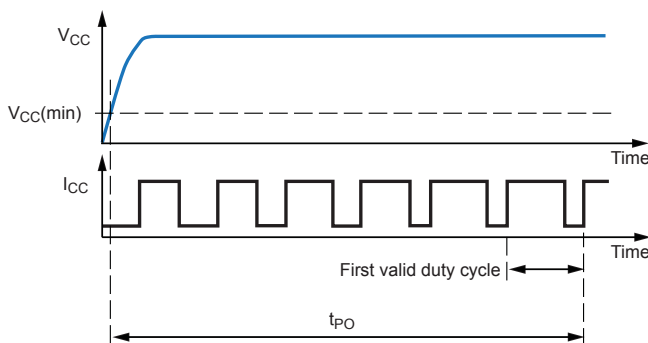 VCC
VCC(min)
Time
ICC
Time
First valid duty cycle
tPO